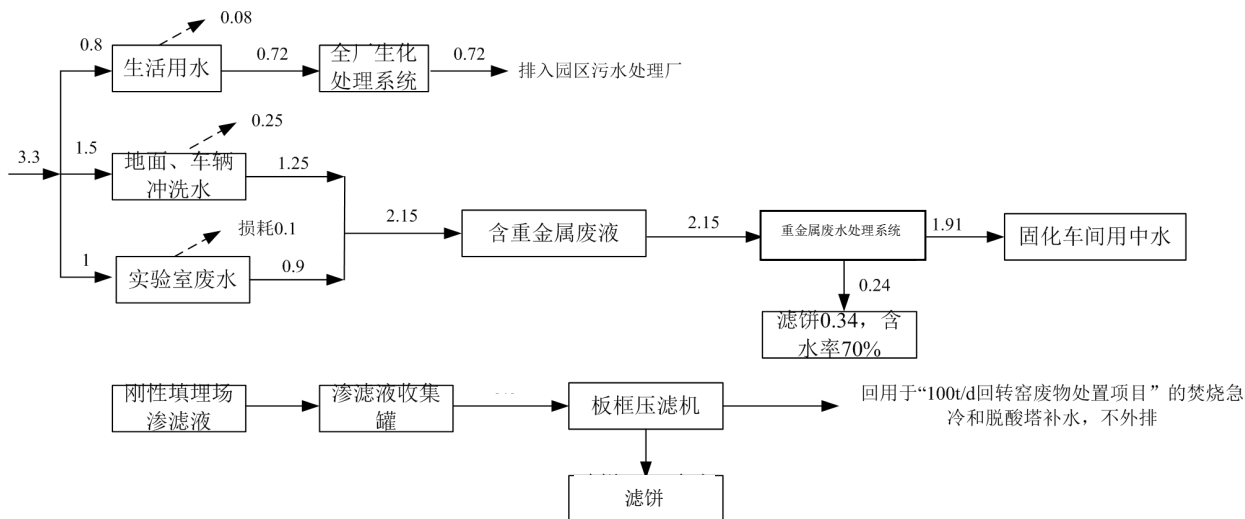 0.08
0.8
生活用水
0.72
全厂生化
处理系统
0.72
排入园区污水处理厂
0.25
3.3
1.5
地面、车辆
冲洗水
1.25
2.15
含重金属废液
2.15
重金属废水处理系统
1.91
固化车间用中水
损耗0.1
1
实验室废水
0.9
0.24
滤饼0.34，含
水率70%
刚性填埋场
渗滤液
渗滤液收集
罐
板框压滤机
回用于“100t/d回转窑废物处置项目”的焚烧急
冷和脱酸塔补水，不外排
滤饼